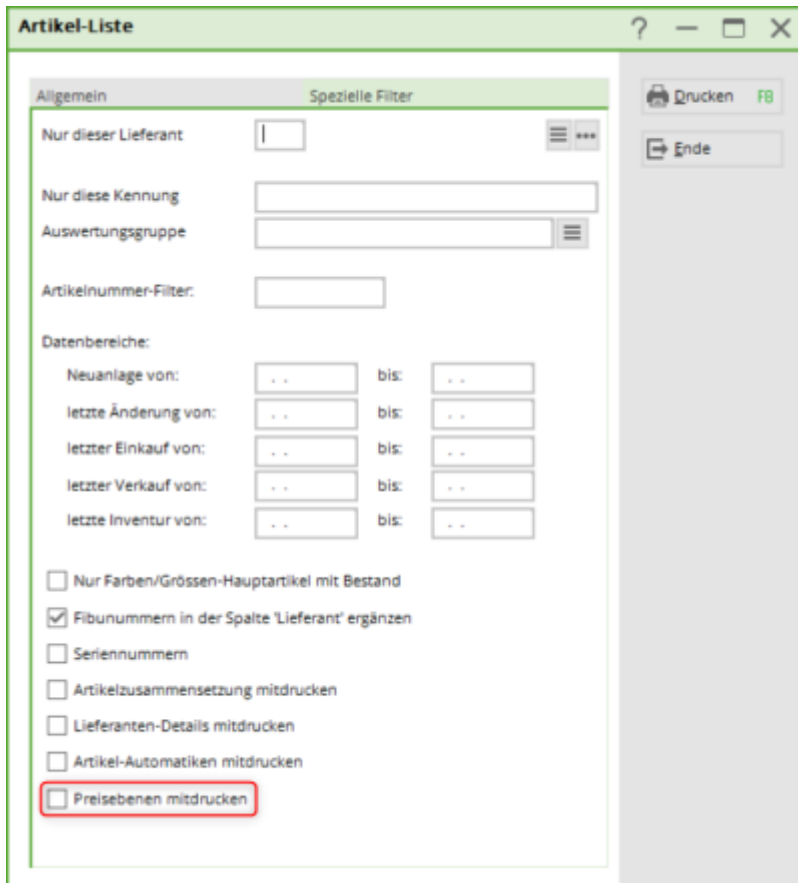 Artikel-Liste
Allgemein Spezielle Filter
Drucken F8
Ende
Nur dieser Lieferant
Nur diese Kennung
Auswertungsgruppe
Artikelnummer-Filter:
Datenbereiche:
Neuanlage von: . . bis: . .
letzte Änderung von: . . bis: . .
letzter Einkauf von: . . bis: . .
letzter Verkauf von: . . bis: . .
letzte Inventur von: . . bis: . .
Nur Farben/Grössen-Hauptartikel mit Bestand
Fibunummern in der Spalte 'Lieferant' ergänzen
Seriennummern
Artikelzusammensetzung mitdrucken
Lieferanten-Details mitdrucken
Artikel-Automatiken mitdrucken
Preisebenen mitdrucken